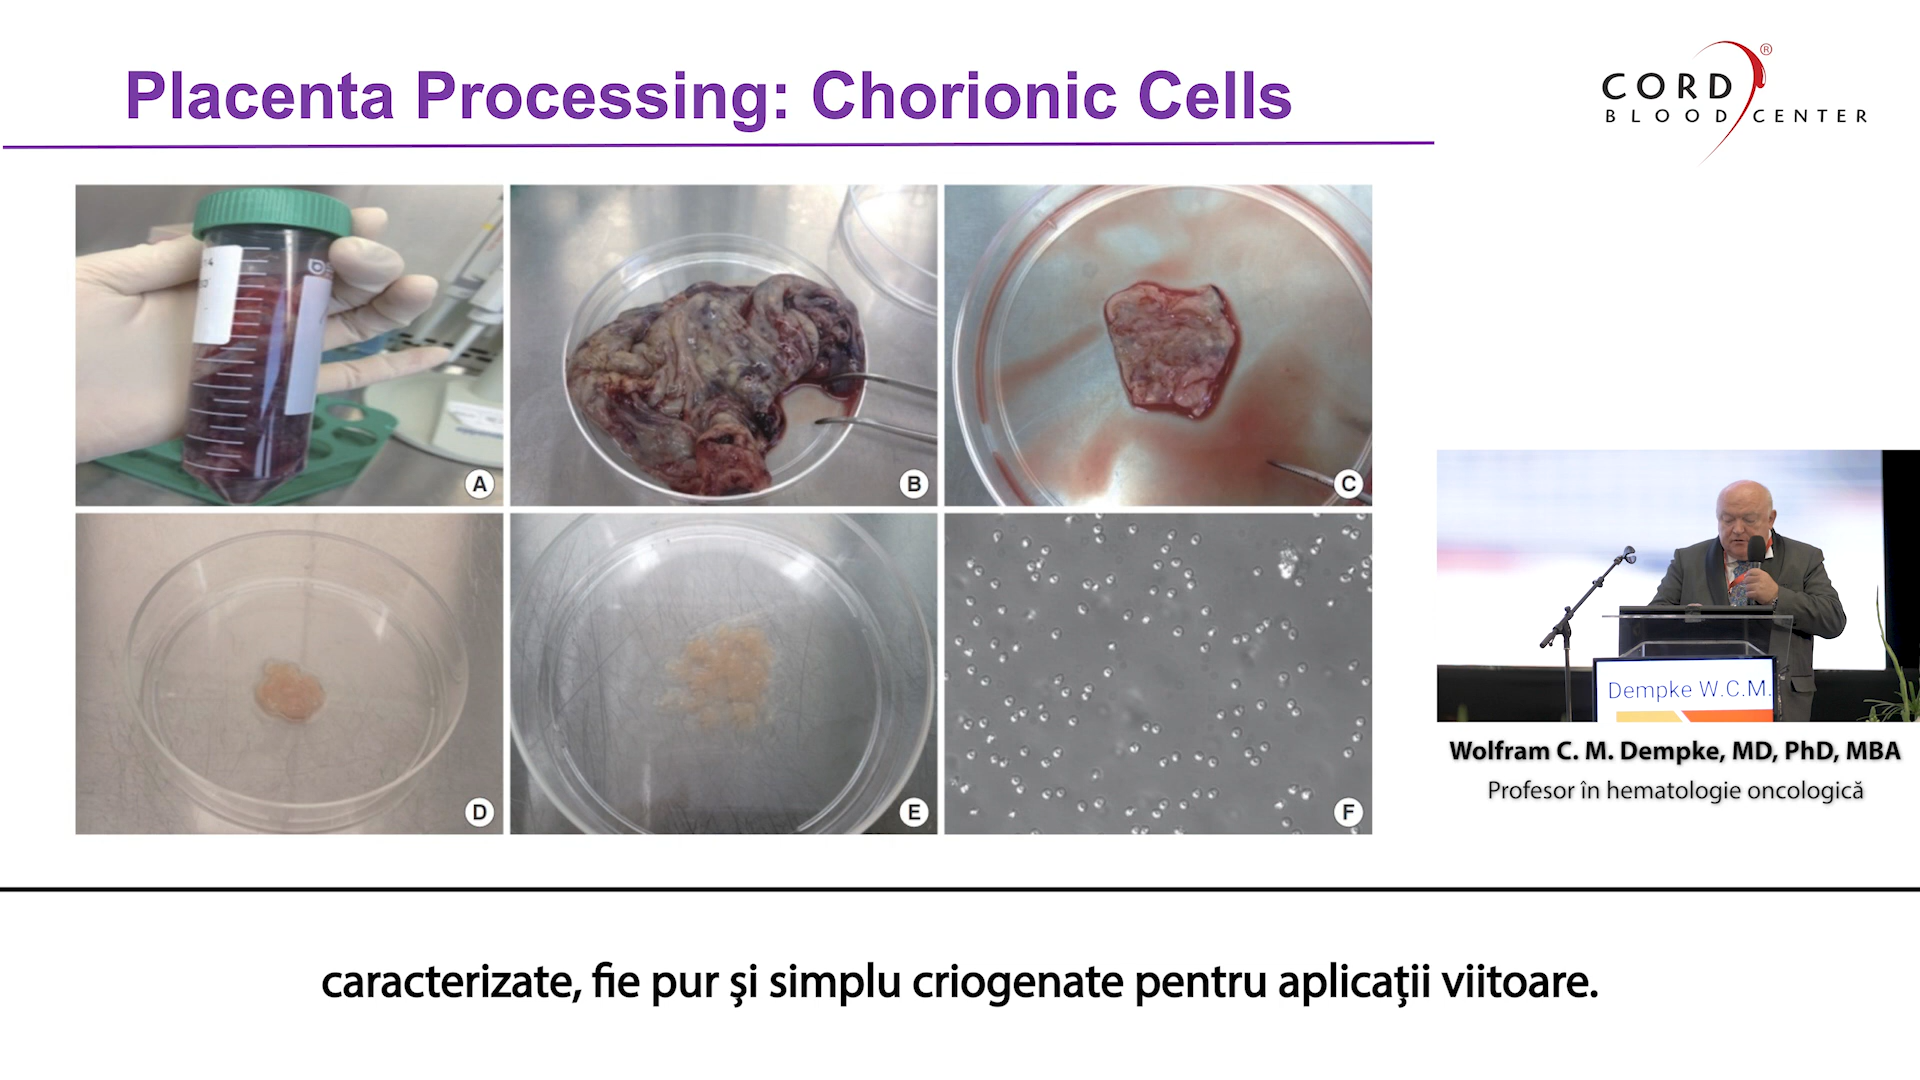 Placenta Processing: Chorionic Cells
CORD
BLOOD CENTER
®
A
B
C
D
E
F
Dempke W.C.M.
Wolfram C. M. Dempke, MD, PhD, MBA
Profesor în hematologie oncologică
caracterizate, fie pur şi simplu criogenate pentru aplicaţii viitoare.